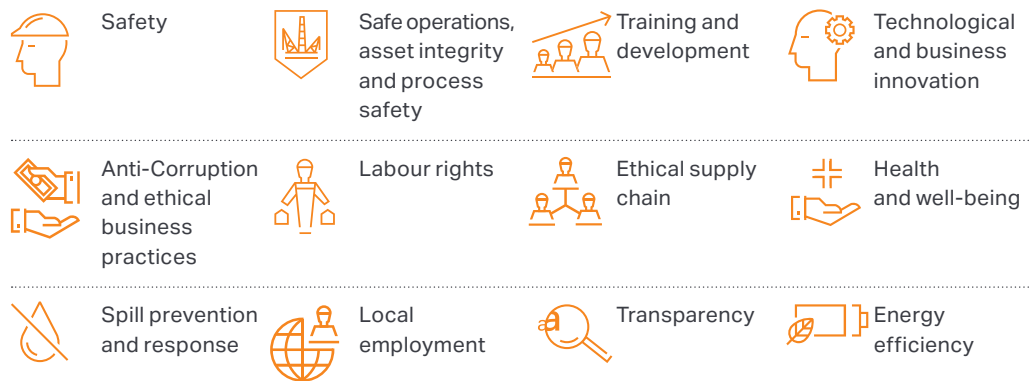 Safety
Safe operations,
asset integrity
and process
safety
Training and
development
Technological
and business
innovation
Anti-Corruption
and ethical
business
practices
Labour rights
Ethical supply
chain
Health
and well-being
Spill prevention
and response
Local
employment
aa
Transparency
Energy
efficiency